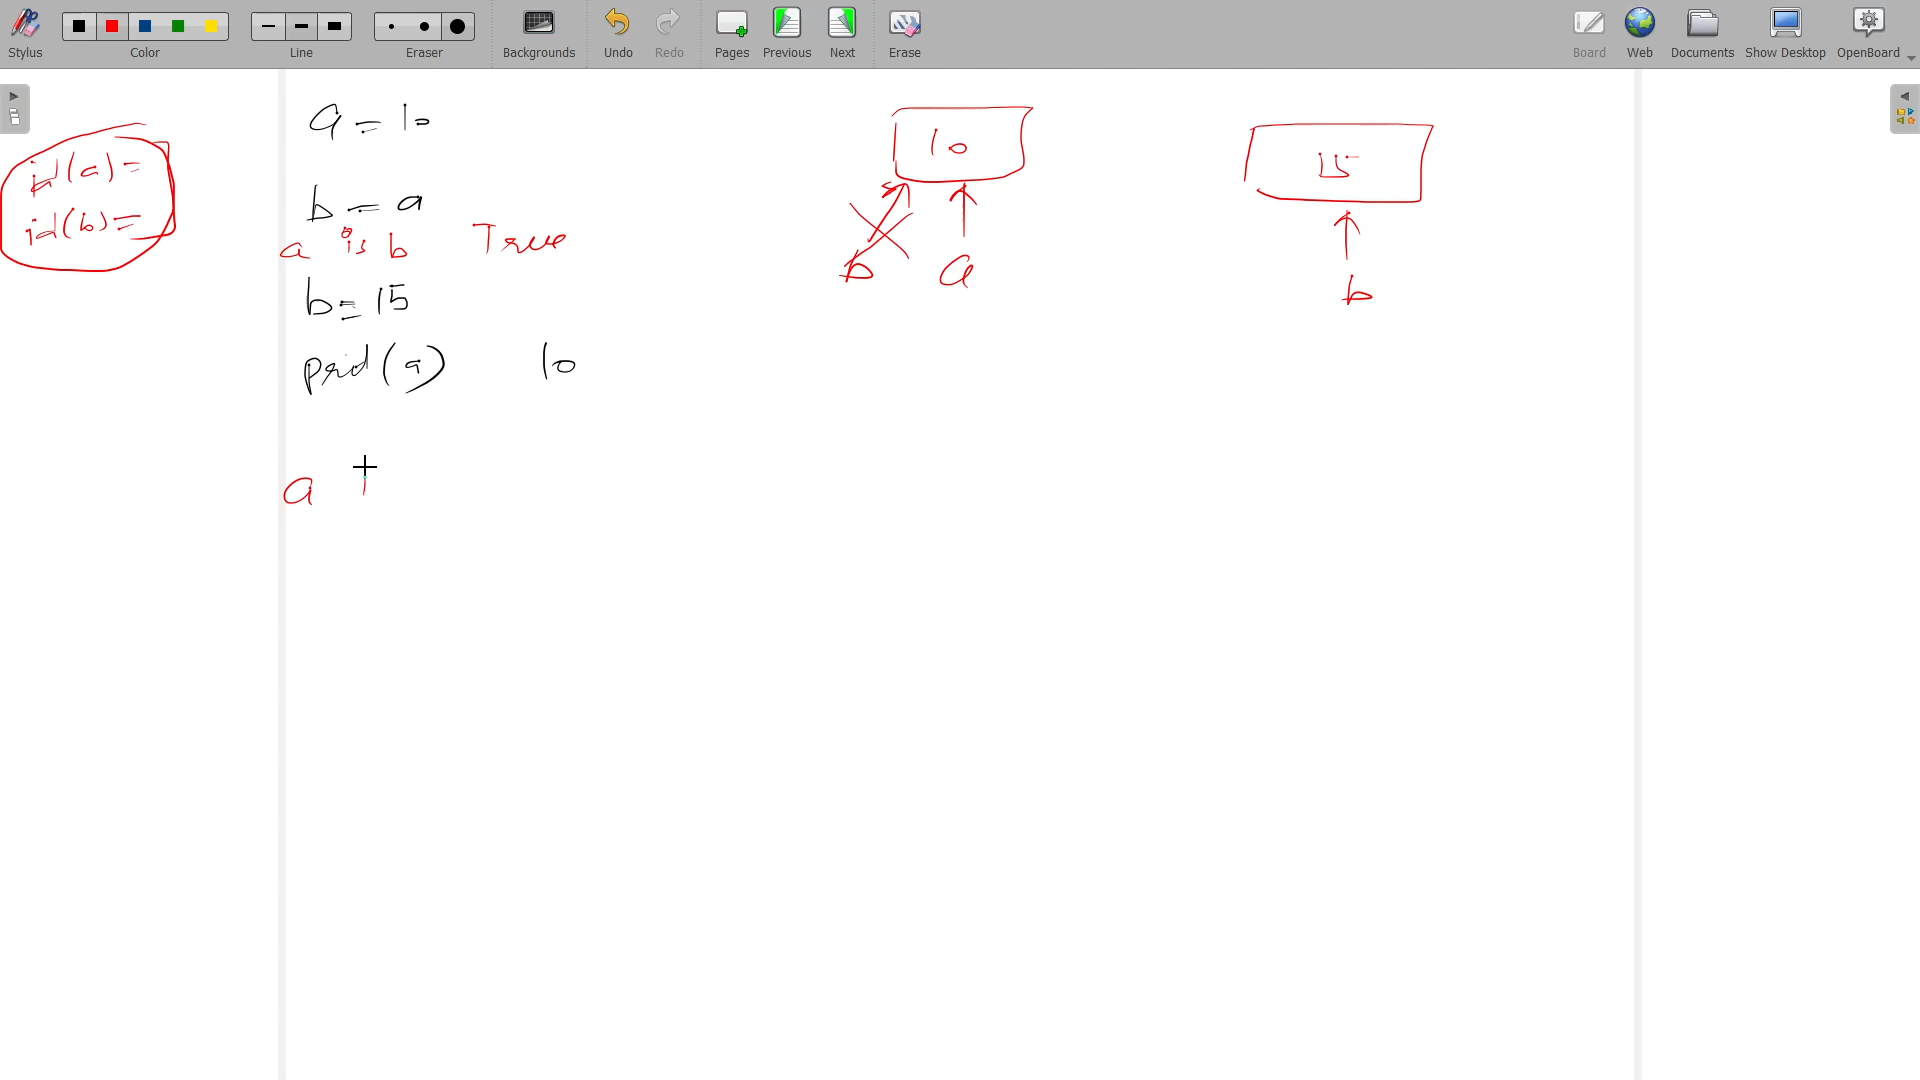 Stylus Color Line Eraser Backgrounds Undo Redo Pages Previous Next Erase Board Web Documents Show Desktop OpenBoard
id(a)=
id(b)=
a = 10
b = a
a is b True
b = 15
print(a) 10
a
10
b a
15
b